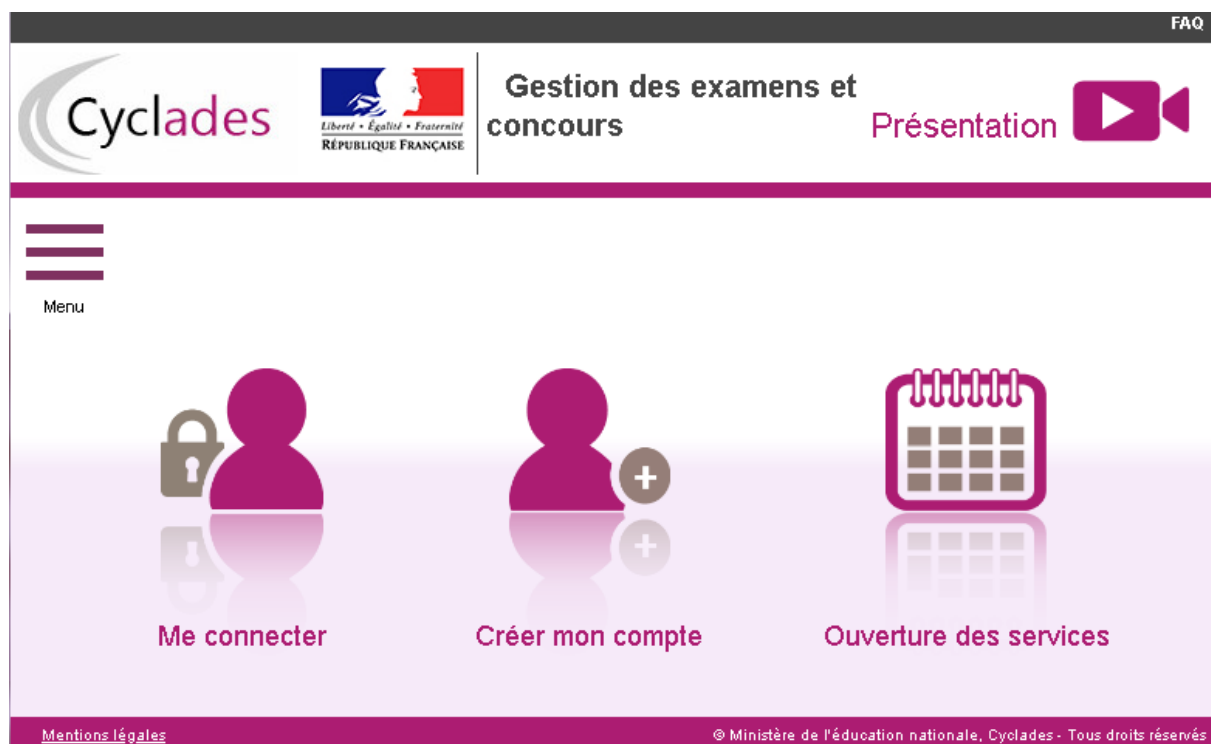 FAQ
Cyclades
Liberté • Égalité • Fraternité
RÉPUBLIQUE FRANÇAISE
Gestion des examens et
concours
Présentation
Menu
Me connecter
Créer mon compte
Ouverture des services
Mentions légales
© Ministère de l'éducation nationale, Cyclades - Tous droits réservés